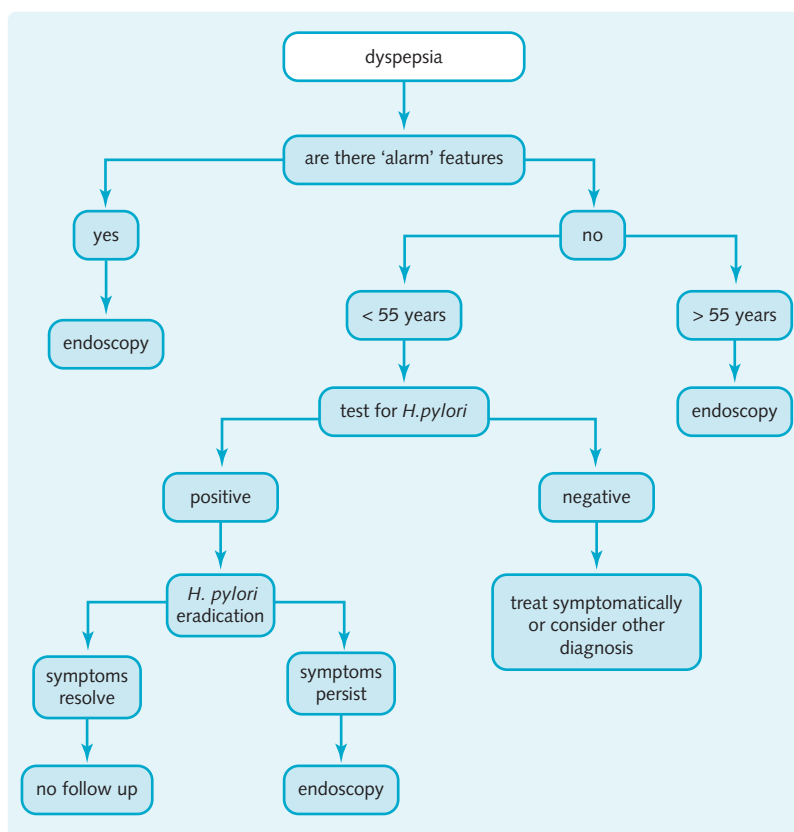 dyspepsia
are there ‘alarm’ features
yes
no
endoscopy
< 55 years
> 55 years
test for H.pylori
endoscopy
positive
negative
H. pylori
eradication
treat symptomatically
or consider other
diagnosis
symptoms
resolve
symptoms
persist
no follow up
endoscopy